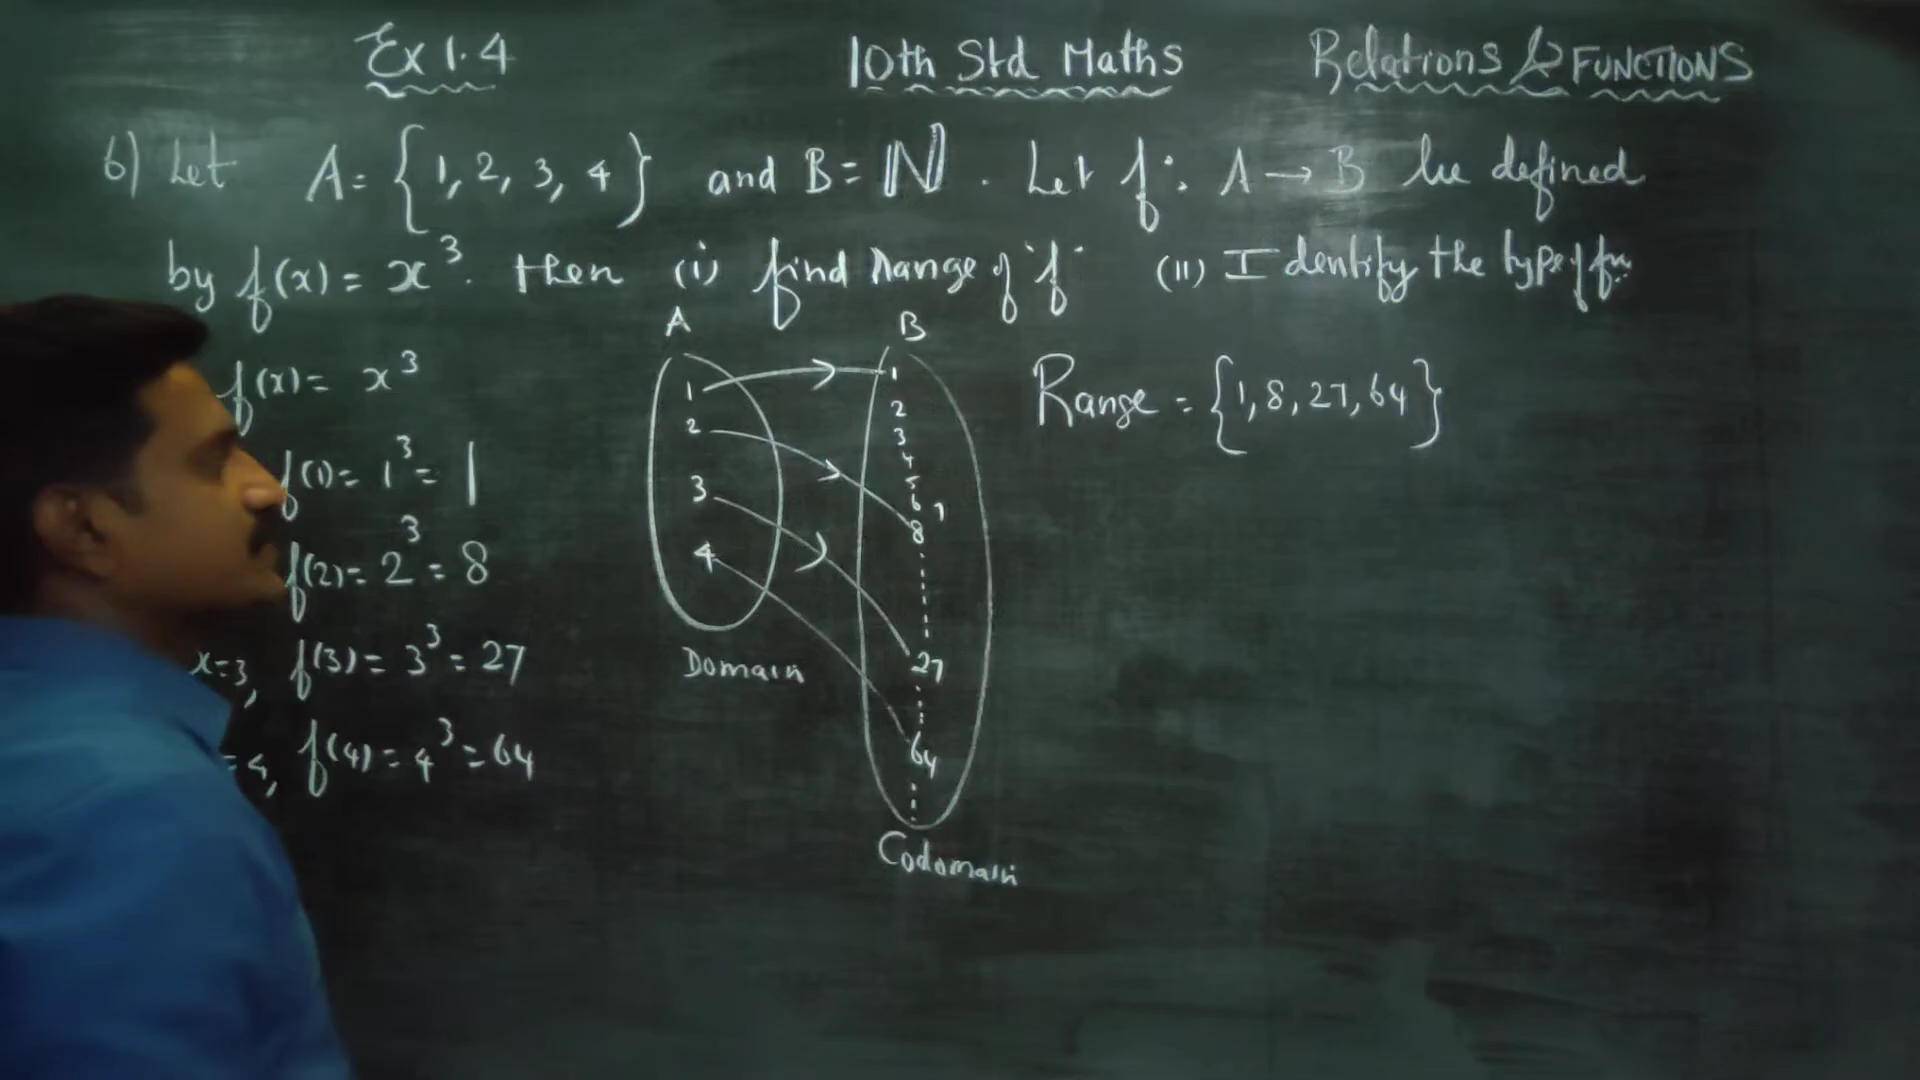 Ex 1.4
10th Std Maths
Relations & FUNCTIONS
6) Let A = {1, 2, 3, 4} and B = ℕ. Let f : A → B be defined
by f(x) = x³. then (i) find range of 'f' (ii) Identify the type of fn.
f(x) = x³
f(1) = 1³ = 1
f(2) = 2³ = 8
x=3, f(3) = 3³ = 27
=4, f(4) = 4³ = 64
A
1
2
3
4
Domain
B
1
2
3
4
5
6 7
8
27
64
Codomain
Range = {1, 8, 27, 64}